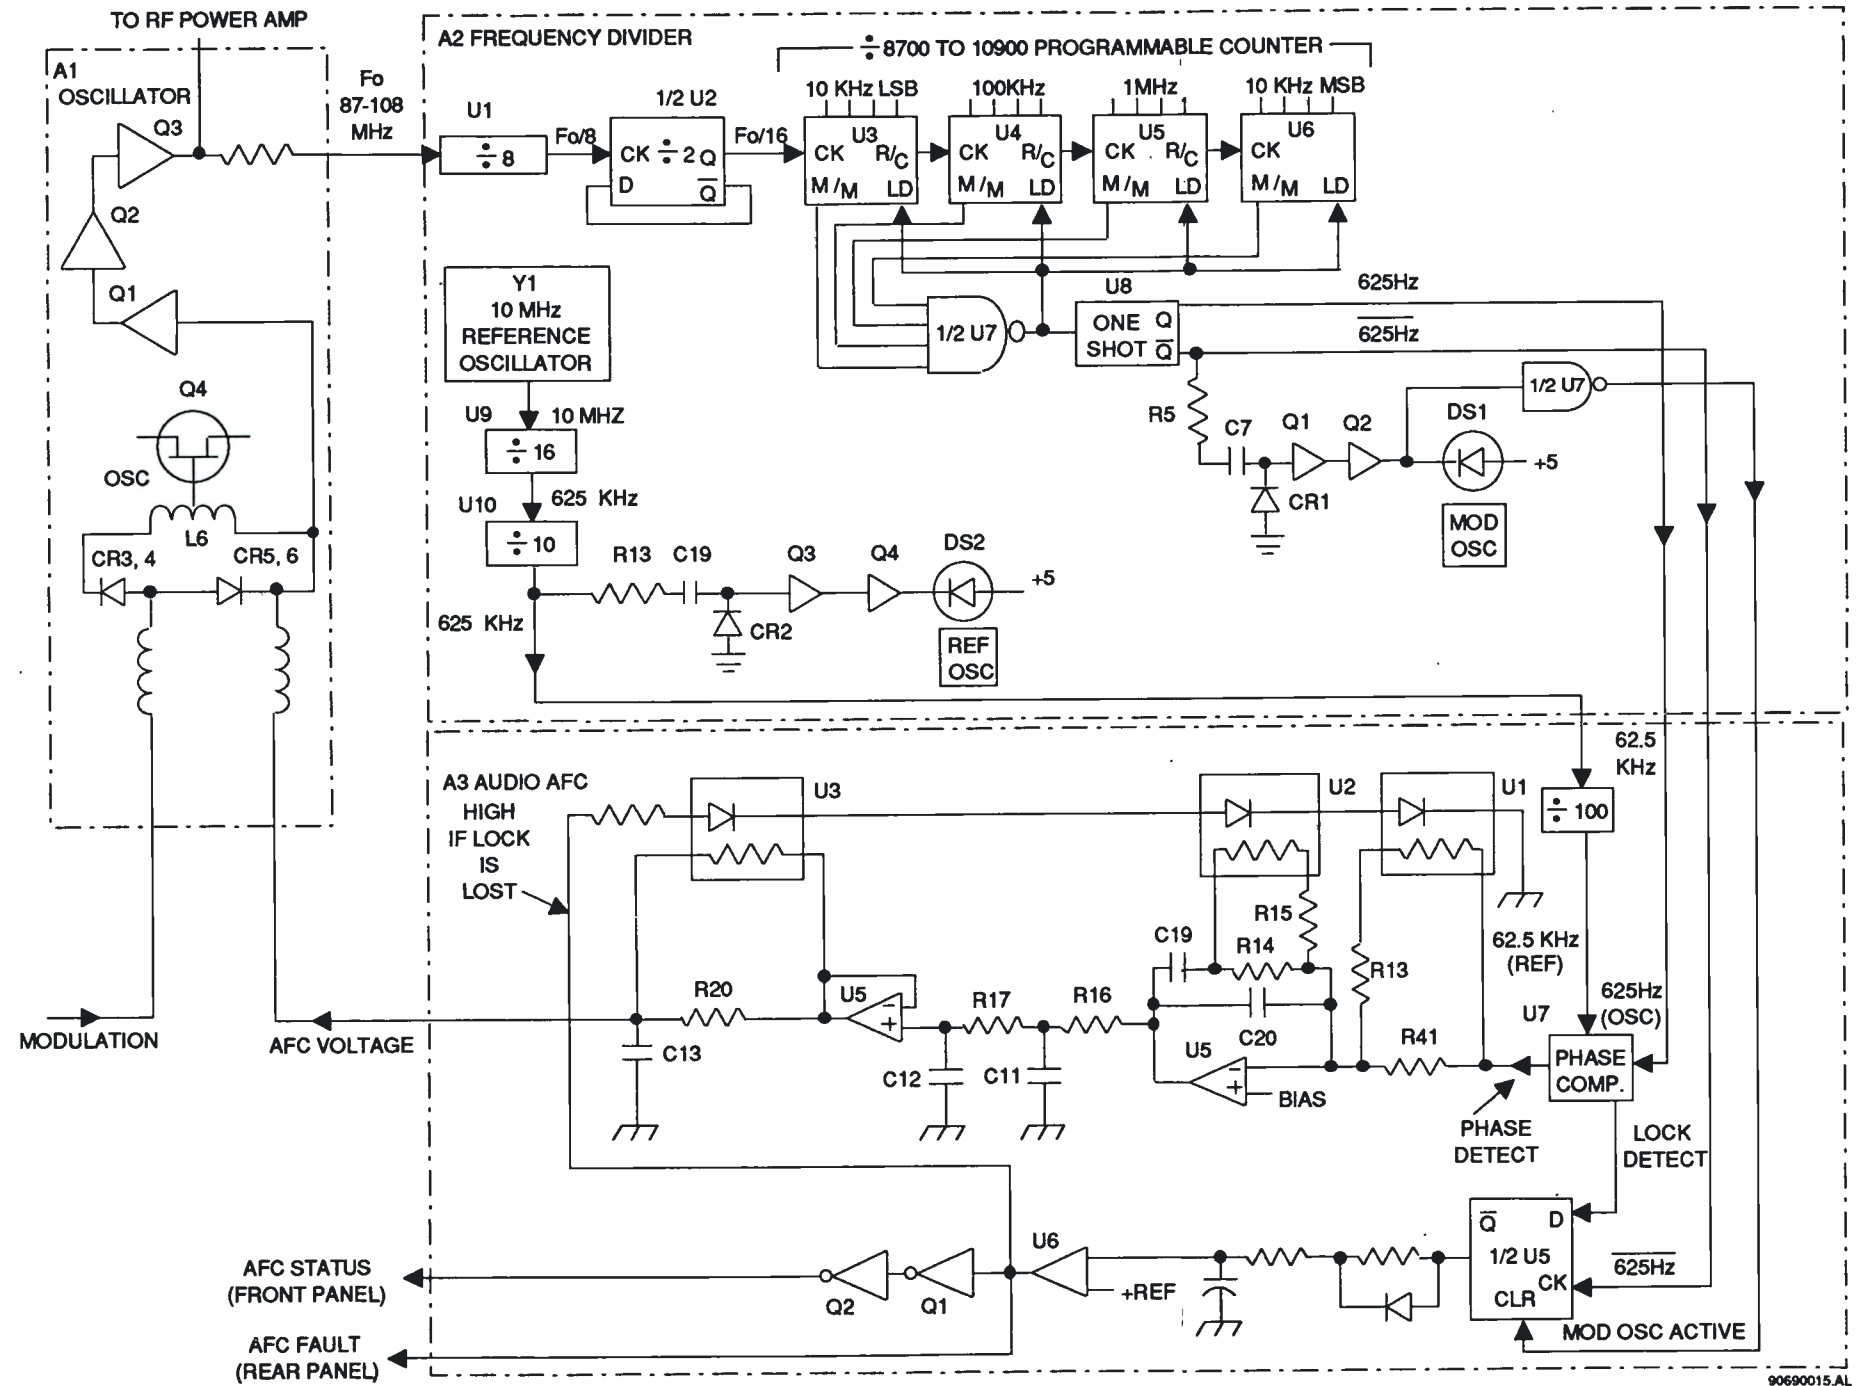 TO RF POWER AMP
A1
OSCILLATOR
Q3
Q2
Q1
Q4
OSC
L6
CR3, 4
CR5, 6
MODULATION
AFC VOLTAGE
Fo
87-108
MHz
A2 FREQUENCY DIVIDER
÷ 8700 TO 10900 PROGRAMMABLE COUNTER
U1
÷ 8
Fo/8
1/2 U2
CK ÷ 2 Q
D Q
Fo/16
10 KHz LSB
U3
CK R/C
M/M LD
100KHz
U4
CK R/C
M/M LD
1MHz
U5
CK R/C
M/M LD
10 KHz MSB
U6
CK
M/M LD
Y1
10 MHz
REFERENCE
OSCILLATOR
U9
10 MHZ
÷ 16
625 KHz
U10
÷ 10
625 KHz
R13
C19
CR2
Q3
Q4
DS2
+5
REF
OSC
1/2 U7
U8
ONE Q
SHOT Q
625Hz
625Hz
R5
C7
CR1
Q1
Q2
DS1
+5
MOD
OSC
1/2 U7
A3 AUDIO AFC
HIGH
IF LOCK
IS
LOST
U3
U2
U1
62.5
KHz
÷ 100
62.5 KHz
(REF)
625Hz
(OSC)
U7
PHASE
COMP.
PHASE
DETECT
LOCK
DETECT
R15
R14
C19
C20
R13
R41
U5
- +
BIAS
R16
R17
C11
C12
U5
- +
R20
C13
Q D
1/2 U5
CK
CLR
625Hz
MOD OSC ACTIVE
U6
+REF
Q1
Q2
AFC STATUS
(FRONT PANEL)
AFC FAULT
(REAR PANEL)
90690015.AL